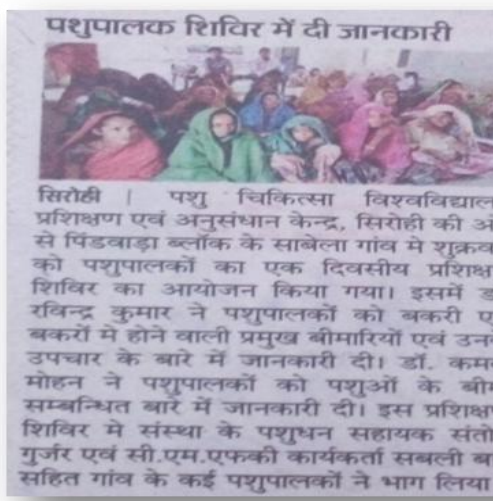 पशुपालक शिविर में दी जानकारी
सिरोही | पशु चिकित्सा विश्वविद्याल
प्रशिक्षण एवं अनुसंधान केन्द्र, सिरोही की
से पिंडवाड़ा ब्लॉक के साबेला गांव मे शुक्रव
को पशुपालकों का एक दिवसीय प्रशिक्ष
शिविर का आयोजन किया गया। इसमें ड
रविन्द्र कुमार ने पशुपालकों को बकरी ए
बकरों मे होने वाली प्रमुख बीमारियों एवं उन
उपचार के बारे में जानकारी दी। डॉ. कम
मोहन ने पशुपालकों को पशुओं के बीम
सम्बन्धित बारे में जानकारी दी। इस प्रशिक्ष
शिविर मे संस्था के पशुधन सहायक संतो
गुर्जर एवं सी.एम.एफकी कार्यकर्ता सबली ब
सहित गांव के कई पशुपालकों ने भाग लिया